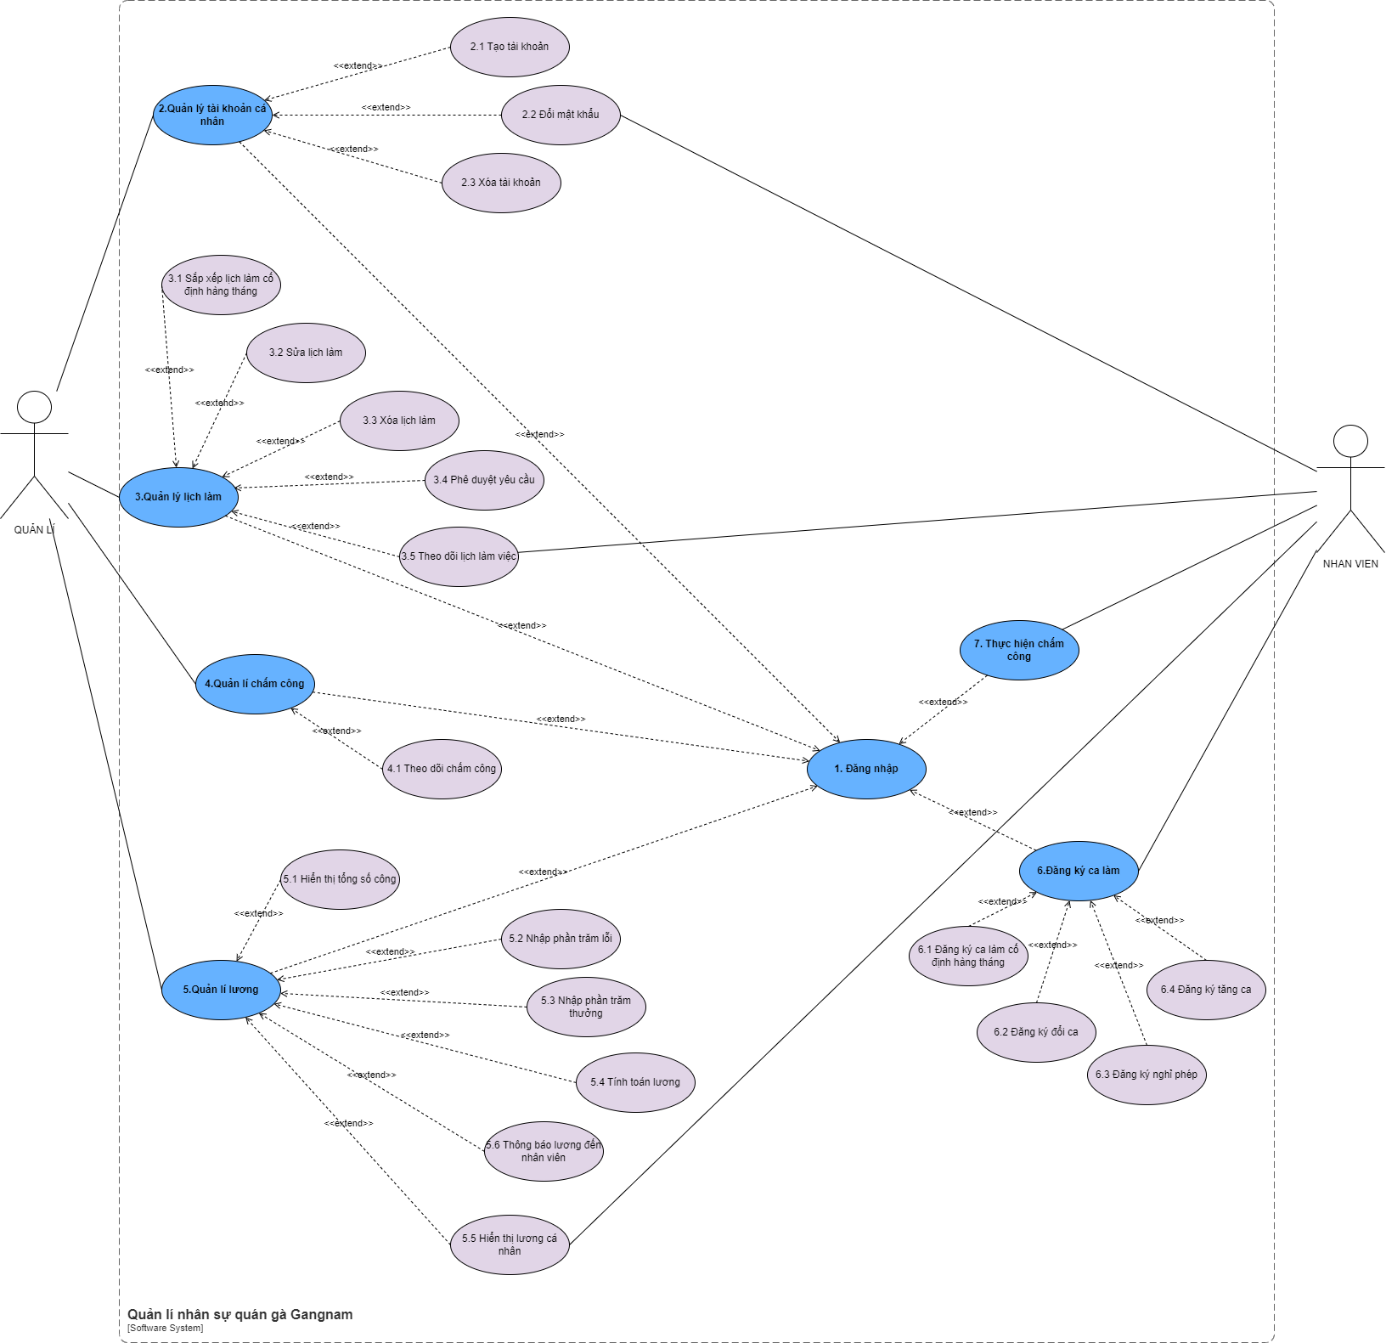 2.1 Tạo tải khoản
<<extend>>
2.Quản lý tài khoản cá
nhân
<<extend>>
2.2 Đổi mật khẩu
<<extend>>
2.3 Xóa tài khoản
3.1 Sắp xếp lịch làm cố
định hàng tháng
3.2 Sửa lịch làm
<<extend>>
<<extend>>
3.3 Xóa lịch làm
<<extend>>
<<extend>>
3.4 Phê duyệt yêu cầu
<<extend>>
3.Quản lý lịch làm
QUẢN LÍ
<<extend>>
3.5 Theo dõi lịch làm việc
NHAN VIEN
<<extend>>
7. Thực hiện chấm
công
4.Quản lí chấm công
<<extend>>
<<extend>>
<<extend>>
4.1 Theo dõi chấm công
1. Đăng nhập
<<extend>>
<<extend>>
6.Đăng ký ca làm
5.1 Hiển thị tổng số công
<<extend>>
<<extend>>
<<extend>>
5.2 Nhập phần trăm lỗi
<<extend>>
<<extend>>
6.1 Đăng ký ca làm cố
định hàng tháng
<<extend>>
6.4 Đăng ký tăng ca
5.Quản lí lương
<<extend>>
5.3 Nhập phần trăm
thưởng
6.2 Đăng ký đổi ca
<<extend>>
<<extend>>
5.4 Tính toán lương
6.3 Đăng ký nghỉ phép
<<extend>>
5.6 Thông báo lương đến
nhân viên
5.5 Hiển thị lương cá
nhân
Quản lí nhân sự quán gà Gangnam
[Software System]